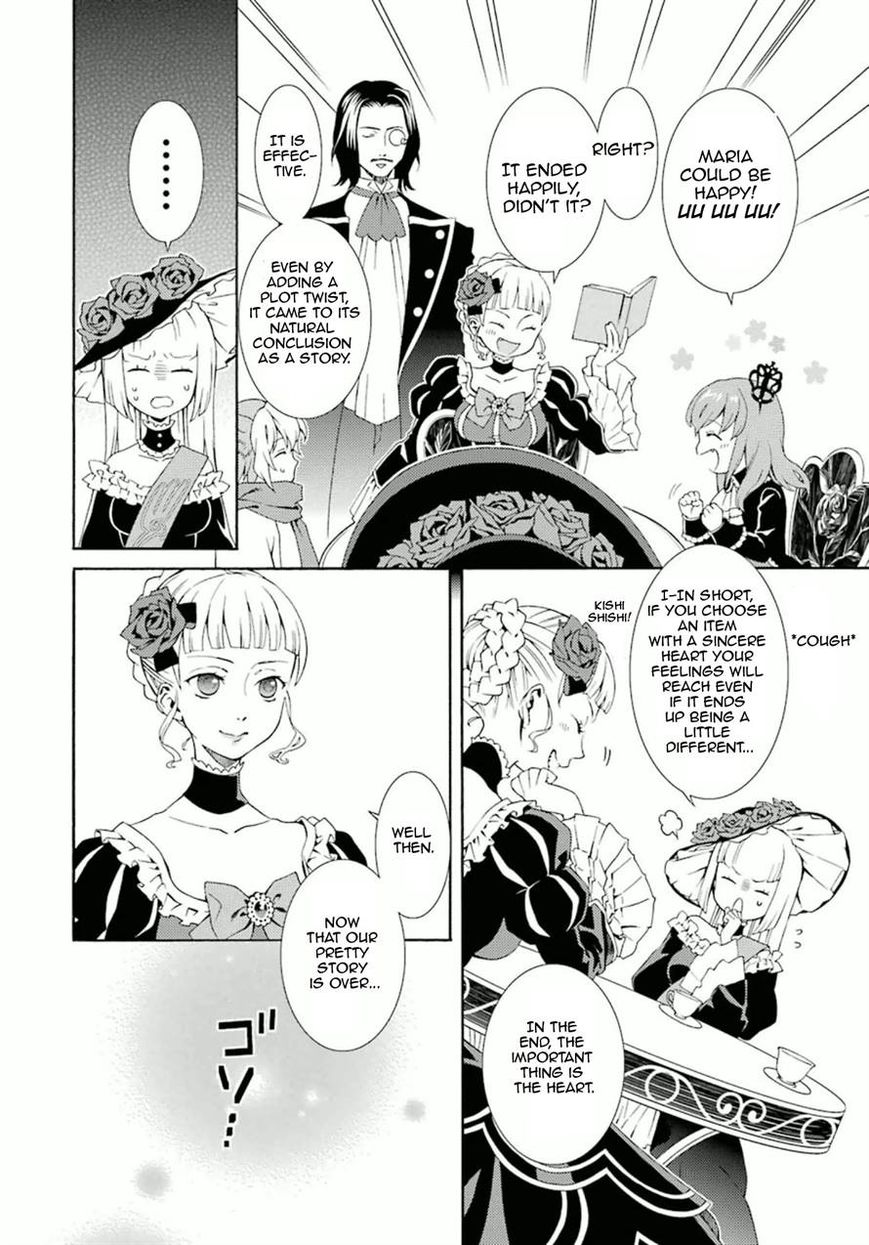 MARIA
COULD BE
HAPPY!
UU UU UU!
RIGHT?
IT ENDED
HAPPILY,
DIDN'T IT?
IT IS
EFFEC-
TIVE.
EVEN BY
ADDING A
PLOT TWIST,
IT CAME TO ITS
NATURAL
CONCLUSION
AS A STORY.
......
*COUGH*
I-IN SHORT,
IF YOU CHOOSE
AN ITEM
WITH A SINCERE
HEART YOUR
FEELINGS WILL
REACH EVEN
IF IT ENDS
UP BEING A
LITTLE
DIFFERENT...
KISHI
SHISHI!
IN THE
END, THE
IMPORTANT
THING IS
THE HEART.
WELL
THEN.
NOW
THAT OUR
PRETTY
STORY
IS OVER...
ゴソ…